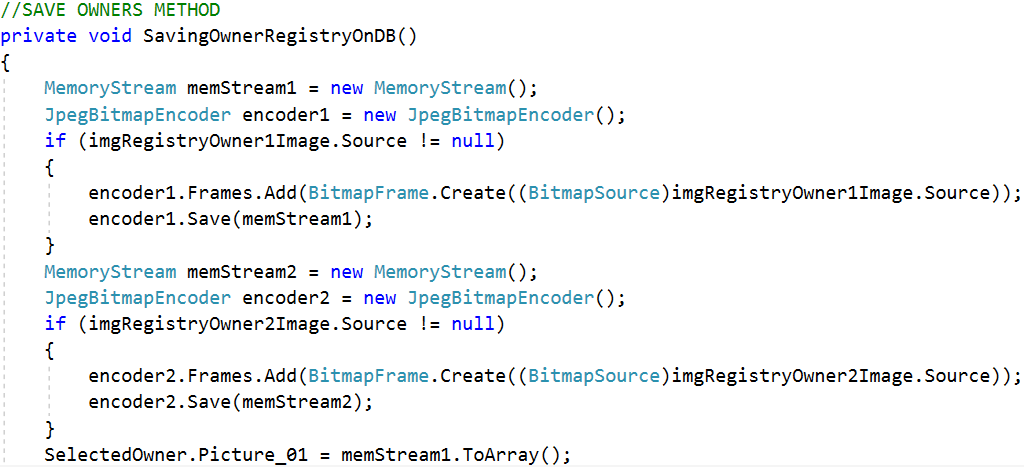 //SAVE OWNERS METHOD
private void SavingOwnerRegistryOnDB()
{
    MemoryStream memStream1 = new MemoryStream();
    JpegBitmapEncoder encoder1 = new JpegBitmapEncoder();
    if (imgRegistryOwner1Image.Source != null)
    {
        encoder1.Frames.Add(BitmapFrame.Create((BitmapSource)imgRegistryOwner1Image.Source));
        encoder1.Save(memStream1);
    }
    MemoryStream memStream2 = new MemoryStream();
    JpegBitmapEncoder encoder2 = new JpegBitmapEncoder();
    if (imgRegistryOwner2Image.Source != null)
    {
        encoder2.Frames.Add(BitmapFrame.Create((BitmapSource)imgRegistryOwner2Image.Source));
        encoder2.Save(memStream2);
    }
    SelectedOwner.Picture_01 = memStream1.ToArray();